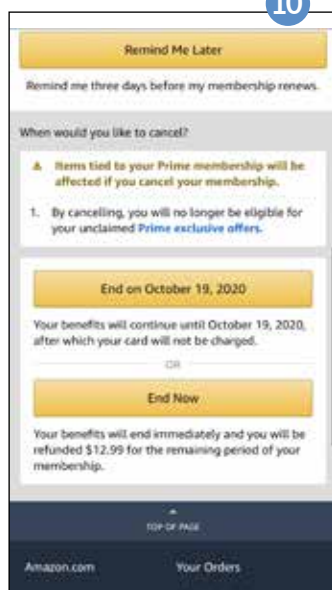 10
Remind Me Later
Remind me three days before my membership renews.
When would you like to cancel?
Items tied to your Prime membership will be
affected if you cancel your membership.
1. By cancelling, you will no longer be eligible for
your unclaimed Prime exclusive offers.
End on October 19, 2020
Your benefits will continue until October 19, 2020,
after which your card will not be charged.
OR
End Now
Your benefits will end immediately and you will be
refunded $12.99 for the remaining period of your
membership.
TOP OF PAGE
Amazon.com Your Orders